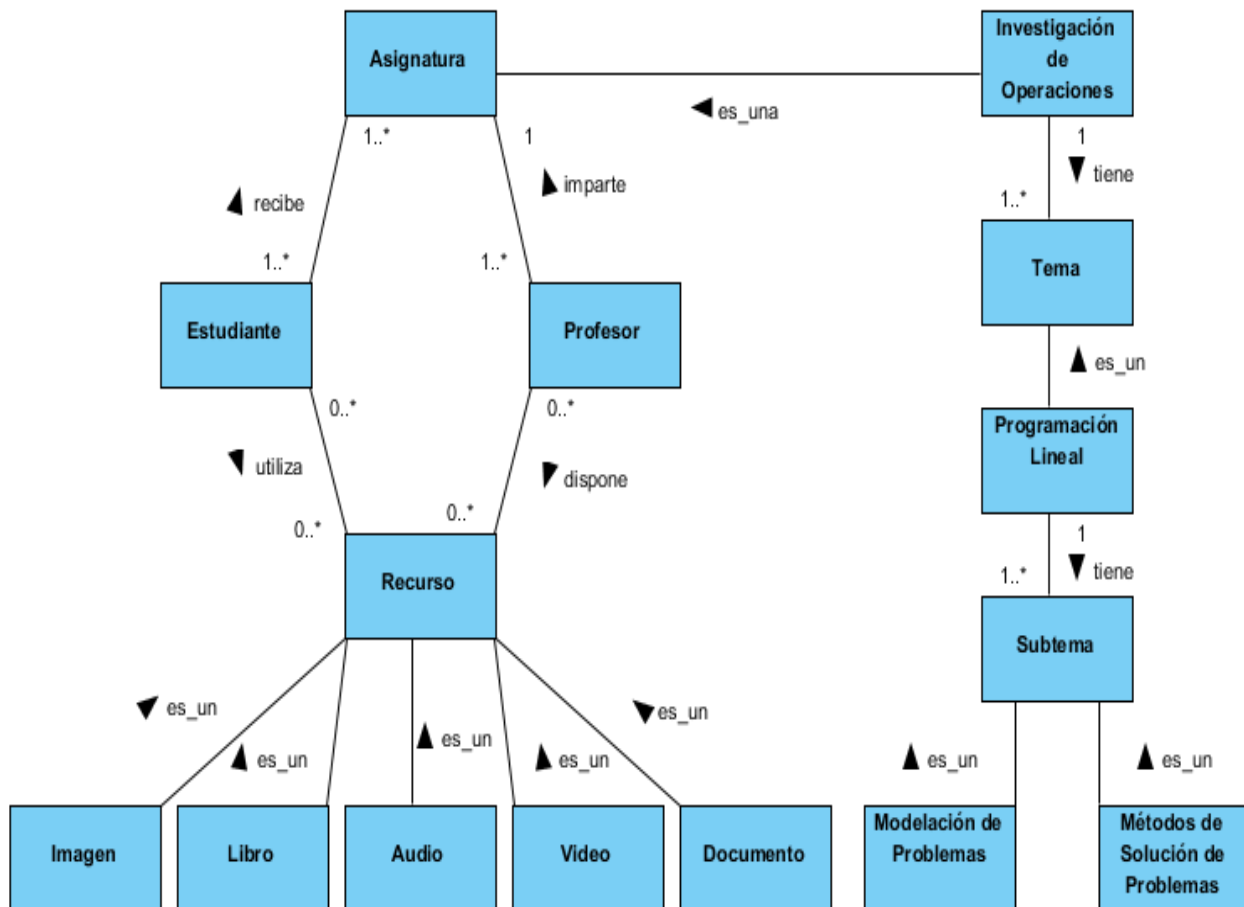 Asignatura
Investigación
de
Operaciones
es_una
1..*
1
1
tiene
imparte
recibe
1..*
1..*
1..*
Tema
Estudiante
Profesor
es_un
0..*
0..*
Programación
Lineal
utiliza
dispone
0..*
0..*
1
tiene
1..*
Recurso
Subtema
es_un
es_un
es_un
es_un
es_un
es_un
es_un
Imagen
Libro
Audio
Video
Documento
Modelación de
Problemas
Métodos de
Solución de
Problemas